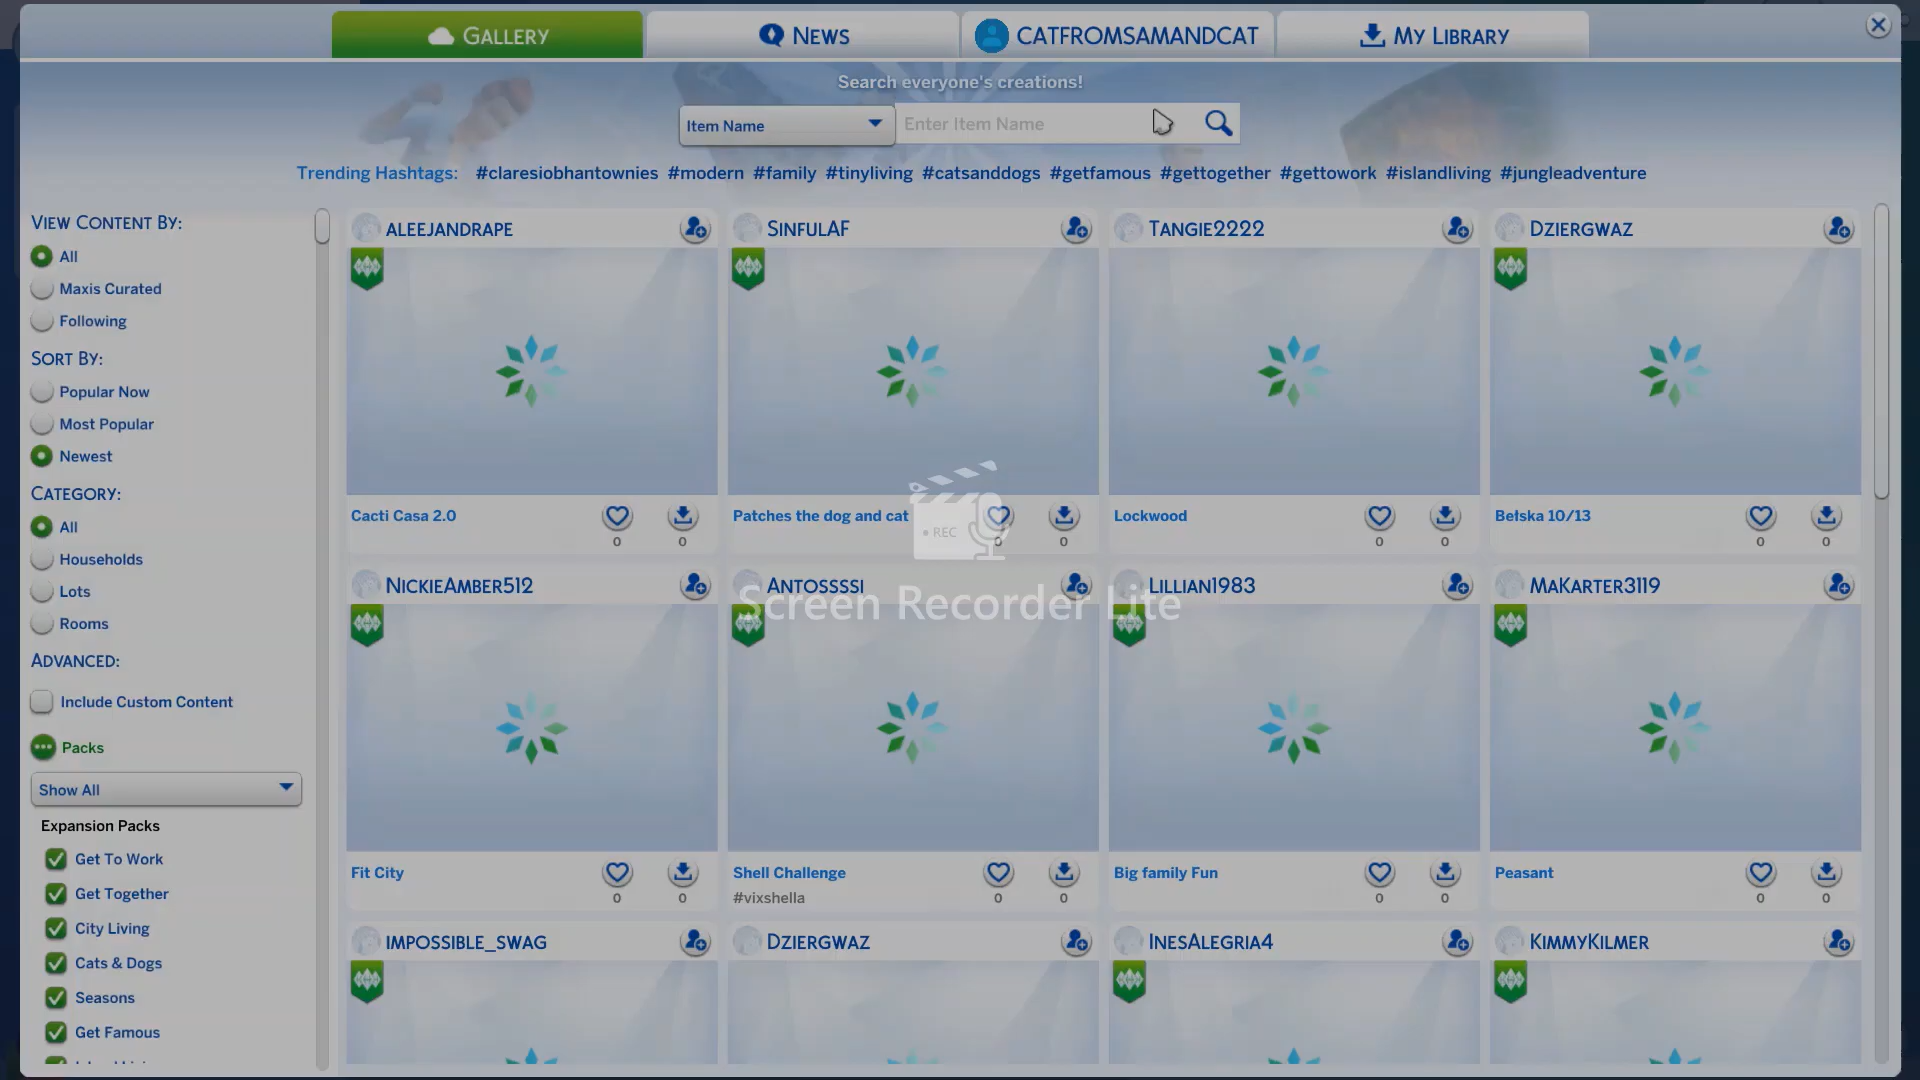 GALLERY
NEWS
CATFROMSAMANDCAT
MY LIBRARY
Search everyone's creations!
Item Name
Enter Item Name
Trending Hashtags: #claresiobhantownies #modern #family #tinyliving #catsanddogs #getfamous #gettogether #gettowork #islandliving #jungleadventure
VIEW CONTENT BY:
All
Maxis Curated
Following
SORT BY:
Popular Now
Most Popular
Newest
CATEGORY:
All
Households
Lots
Rooms
ADVANCED:
Include Custom Content
Packs
Show All
Expansion Packs
Get To Work
Get Together
City Living
Cats & Dogs
Seasons
Get Famous
ALEEJANDRAPE
SINFULAF
TANGIE2222
DZIERGWAZ
Cacti Casa 2.0
0
0
Patches the dog and cat
0
0
Lockwood
0
0
Bełska 10/13
0
0
REC
Screen Recorder Lite
NICKIEAMBER512
ANTOSSSSI
LILLIAN1983
MAKARTER3119
Fit City
0
0
Shell Challenge
#vixshella
0
0
Big family Fun
0
0
Peasant
0
0
IMPOSSIBLE_SWAG
DZIERGWAZ
INESALEGRIA4
KIMMYKILMER